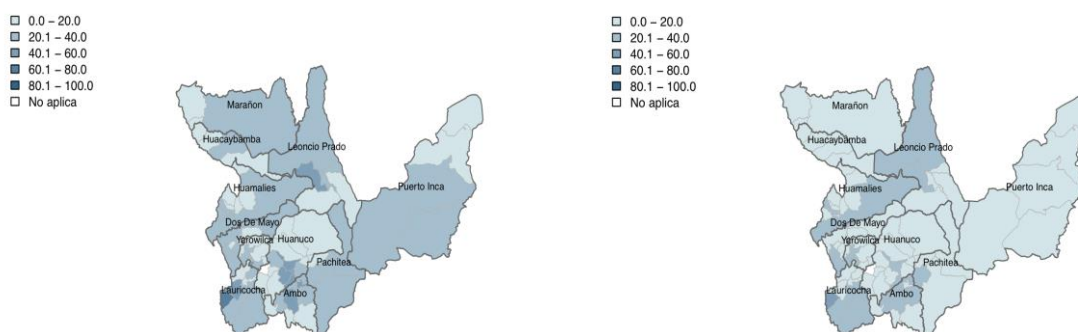 0.0 – 20.0
20.1 – 40.0
40.1 – 60.0
60.1 – 80.0
80.1 – 100.0
No aplica
Marañon
Huacaybamba
Leoncio Prado
Puerto Inca
Huamalies
Dos De Mayo
Yarowilca
Huanuco
Pachitea
Lauricocha
Ambo
0.0 – 20.0
20.1 – 40.0
40.1 – 60.0
60.1 – 80.0
80.1 – 100.0
No aplica
Marañon
Huacaybamba
Leoncio Prado
Puerto Inca
Huamalies
Dos De Mayo
Yarowilca
Huanuco
Pachitea
Lauricocha
Ambo